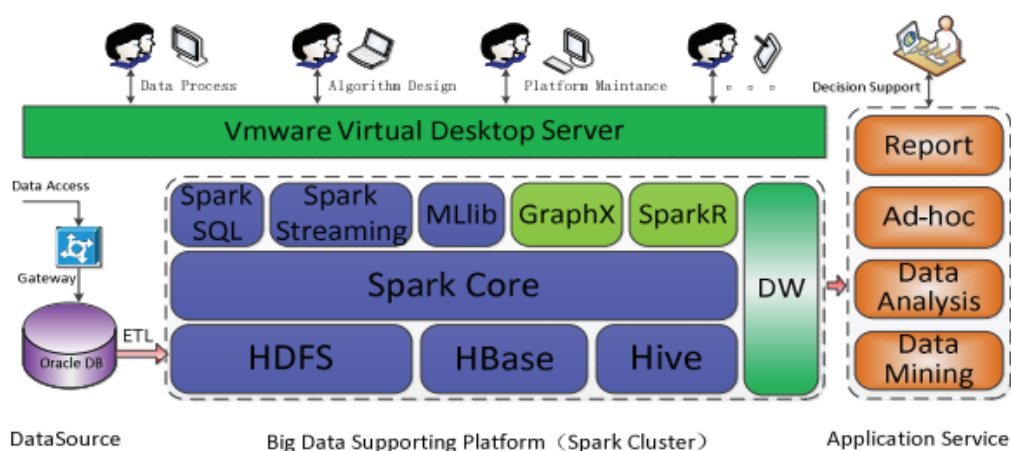 Data Process
Algorithm Design
Platform Maintance
。 。 。
Decision Support
Vmware Virtual Desktop Server
Report
Ad-hoc
Data
Analysis
Data
Mining
Data Access
Gateway
Oracle DB
ETL
Spark
SQL
Spark
Streaming
MLlib
GraphX
SparkR
Spark Core
HDFS
HBase
Hive
DW
DataSource
Big Data Supporting Platform（Spark Cluster）
Application Service